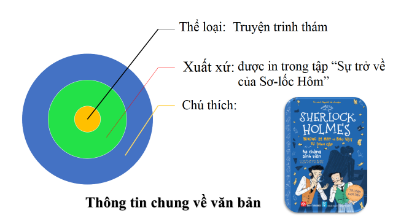 Thể loại: Truyện trinh thám
Xuất xứ: được in trong tập “Sự trở về
của Sơ-lốc Hôm”
Chú thích:
SHERLOCK
HOLMES
Thông tin chung về văn bản